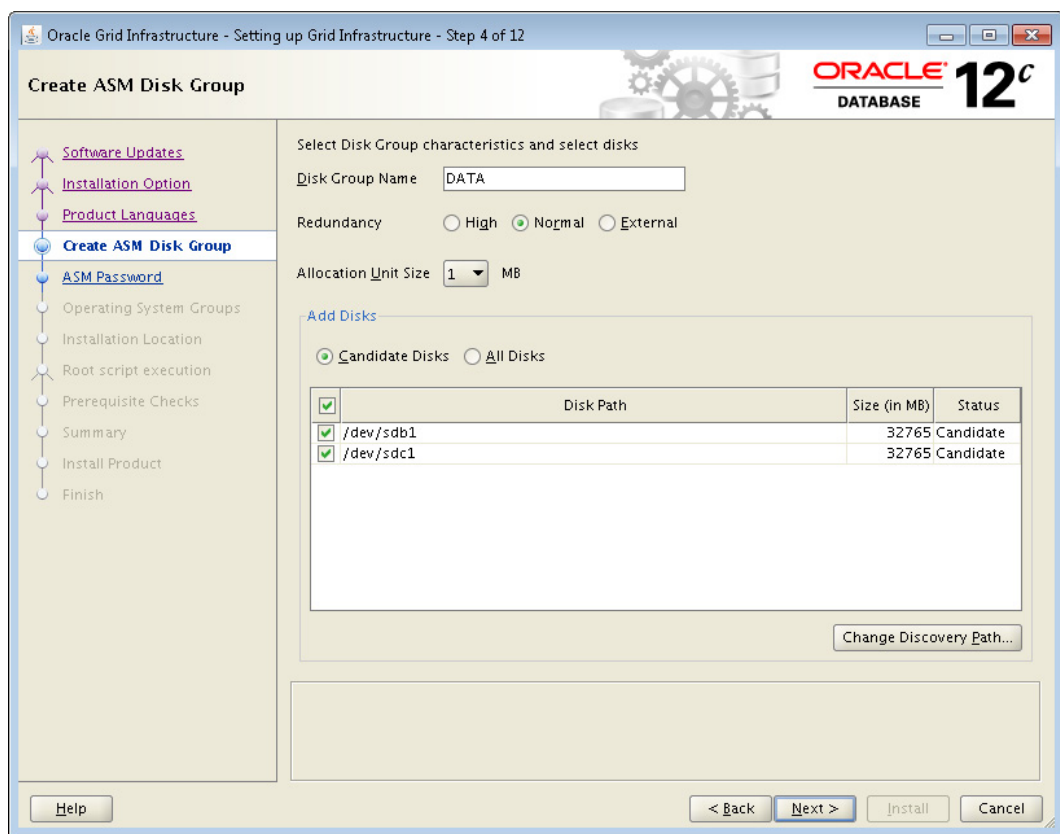 Oracle Grid Infrastructure - Setting up Grid Infrastructure - Step 4 of 12
Create ASM Disk Group
ORACLE® 12c
DATABASE
Software Updates
Installation Option
Product Languages
Create ASM Disk Group
ASM Password
Operating System Groups
Installation Location
Root script execution
Prerequisite Checks
Summary
Install Product
Finish
Select Disk Group characteristics and select disks
Disk Group Name DATA
Redundancy High Normal External
Allocation Unit Size 1 MB
Add Disks
Candidate Disks All Disks
Disk Path Size (in MB) Status
/dev/sdb1 32765 Candidate
/dev/sdc1 32765 Candidate
Change Discovery Path...
Help < Back Next > Install Cancel